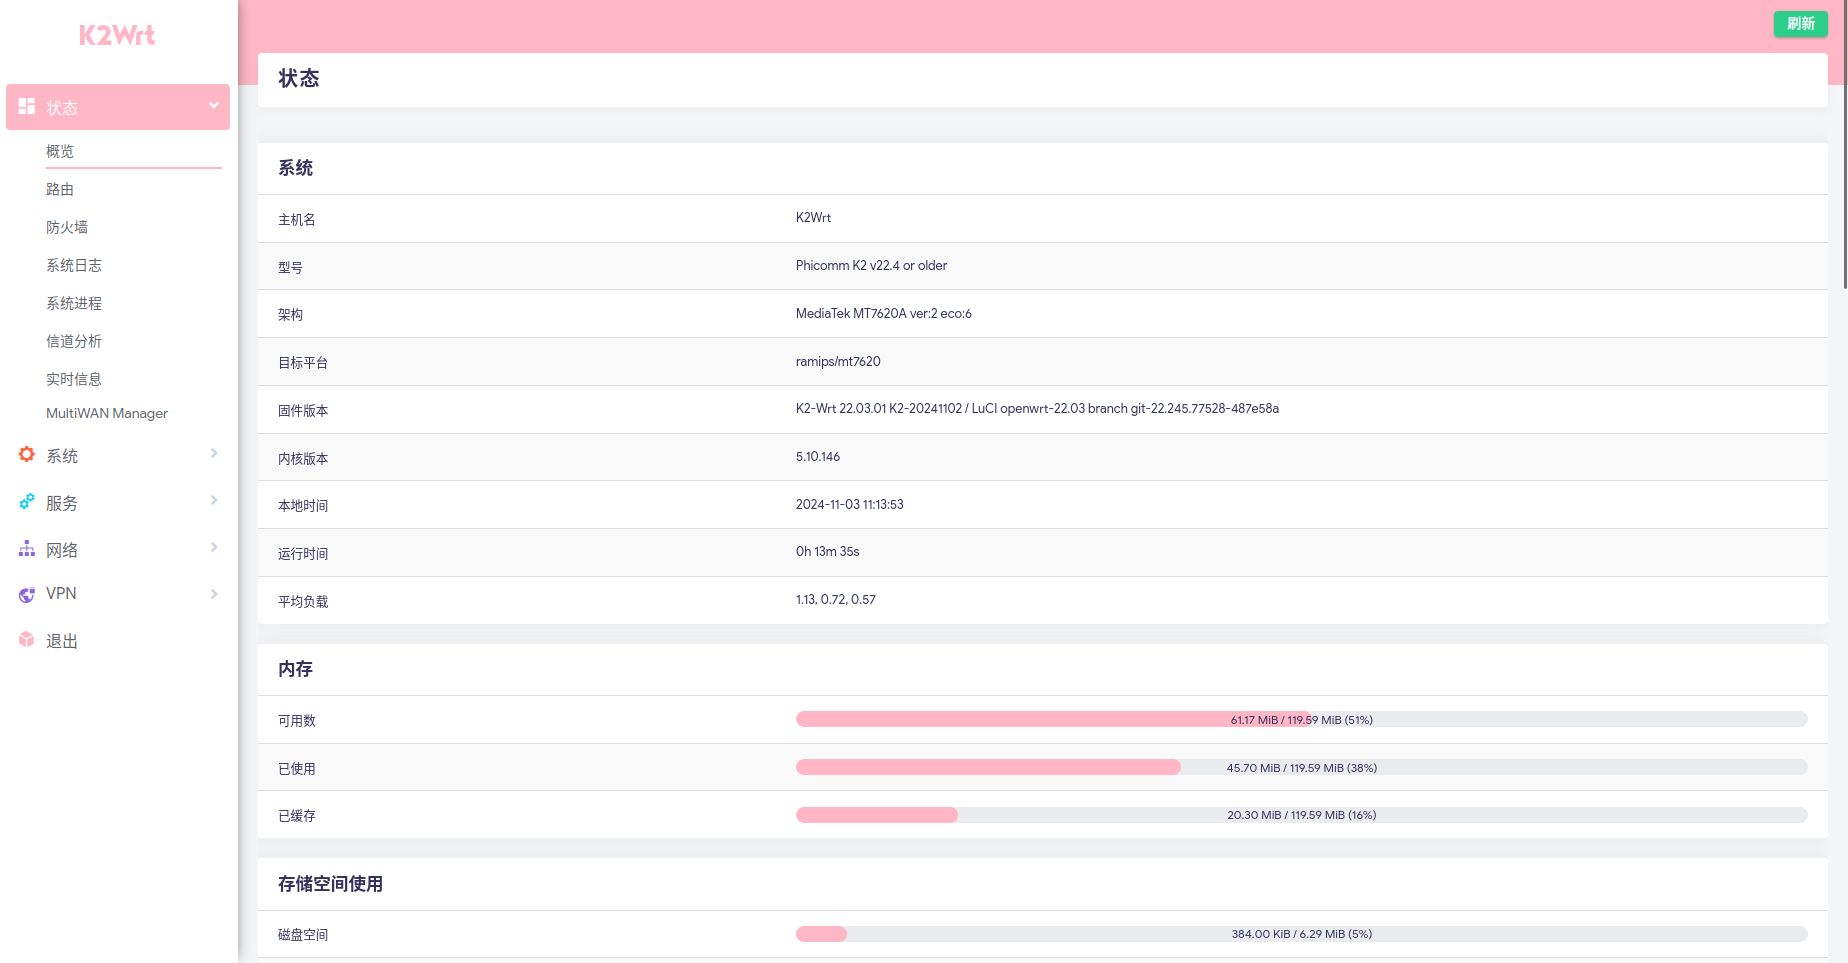 K2Wrt
刷新
状态
概览
路由
防火墙
系统日志
系统进程
信道分析
实时信息
MultiWAN Manager
系统
服务
网络
VPN
退出
状态
系统
主机名 K2Wrt
型号 Phicomm K2 v22.4 or older
架构 MediaTek MT7620A ver:2 eco:6
目标平台 ramips/mt7620
固件版本 K2-Wrt 22.03.01 K2-20241102 / LuCI openwrt-22.03 branch git-22.245.77528-487e58a
内核版本 5.10.146
本地时间 2024-11-03 11:13:53
运行时间 0h 13m 35s
平均负载 1.13, 0.72, 0.57
内存
可用数 61.17 MiB / 119.59 MiB (51%)
已使用 45.70 MiB / 119.59 MiB (38%)
已缓存 20.30 MiB / 119.59 MiB (16%)
存储空间使用
磁盘空间 384.00 KiB / 6.29 MiB (5%)